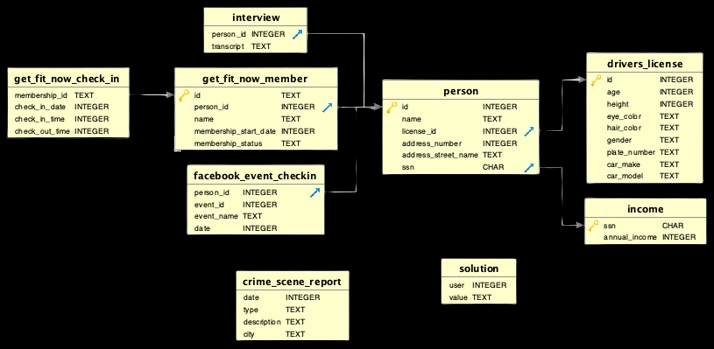 interview
person_id INTEGER
transcript TEXT
get_fit_now_check_in
membership_id TEXT
check_in_date INTEGER
check_in_time INTEGER
check_out_time INTEGER
get_fit_now_member
id TEXT
person_id INTEGER
name TEXT
membership_start_date INTEGER
membership_status TEXT
facebook_event_checkin
person_id INTEGER
event_id INTEGER
event_name TEXT
date INTEGER
person
id INTEGER
name TEXT
license_id INTEGER
address_number INTEGER
address_street_name TEXT
ssn CHAR
drivers_license
id INTEGER
age INTEGER
height INTEGER
eye_color TEXT
hair_color TEXT
gender TEXT
plate_number TEXT
car_make TEXT
car_model TEXT
income
ssn CHAR
annual_income INTEGER
crime_scene_report
date INTEGER
type TEXT
description TEXT
city TEXT
solution
user INTEGER
value TEXT